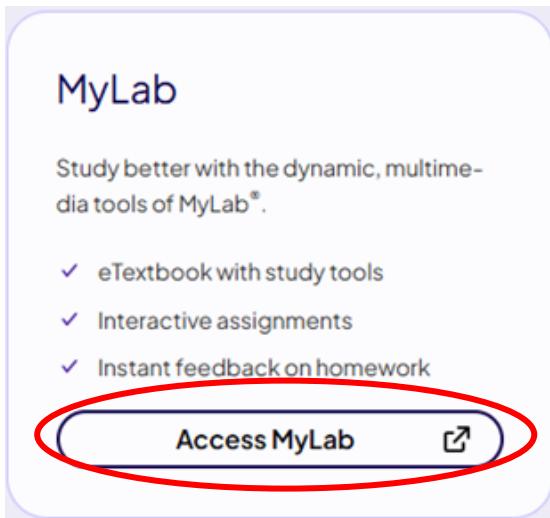 MyLab
Study better with the dynamic, multime-
dia tools of MyLab®.
eTextbook with study tools
Interactive assignments
Instant feedback on homework
Access MyLab